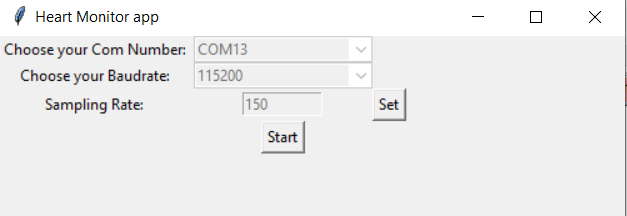 Heart Monitor app
Choose your Com Number: COM13
Choose your Baudrate: 115200
Sampling Rate: 150 Set
Start